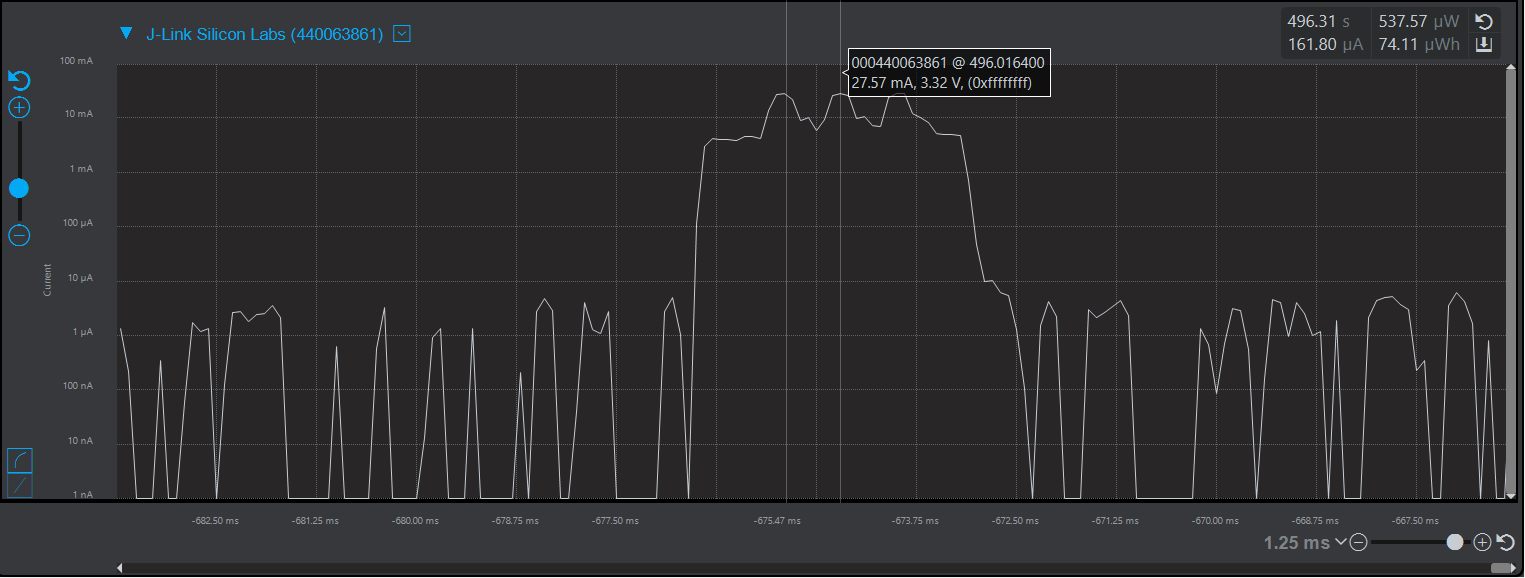 J-Link Silicon Labs (440063861)
496.31 s
537.57 µW
161.80 µA
74.11 µWh
000440063861 @ 496.016400
27.57 mA, 3.32 V, (0xffffffff)
100 mA
10 mA
1 mA
100 µA
10 µA
1 µA
100 nA
10 nA
1 nA
Current
-682.50 ms
-681.25 ms
-680.00 ms
-678.75 ms
-677.50 ms
-675.47 ms
-673.75 ms
-672.50 ms
-671.25 ms
-670.00 ms
-668.75 ms
-667.50 ms
1.25 ms